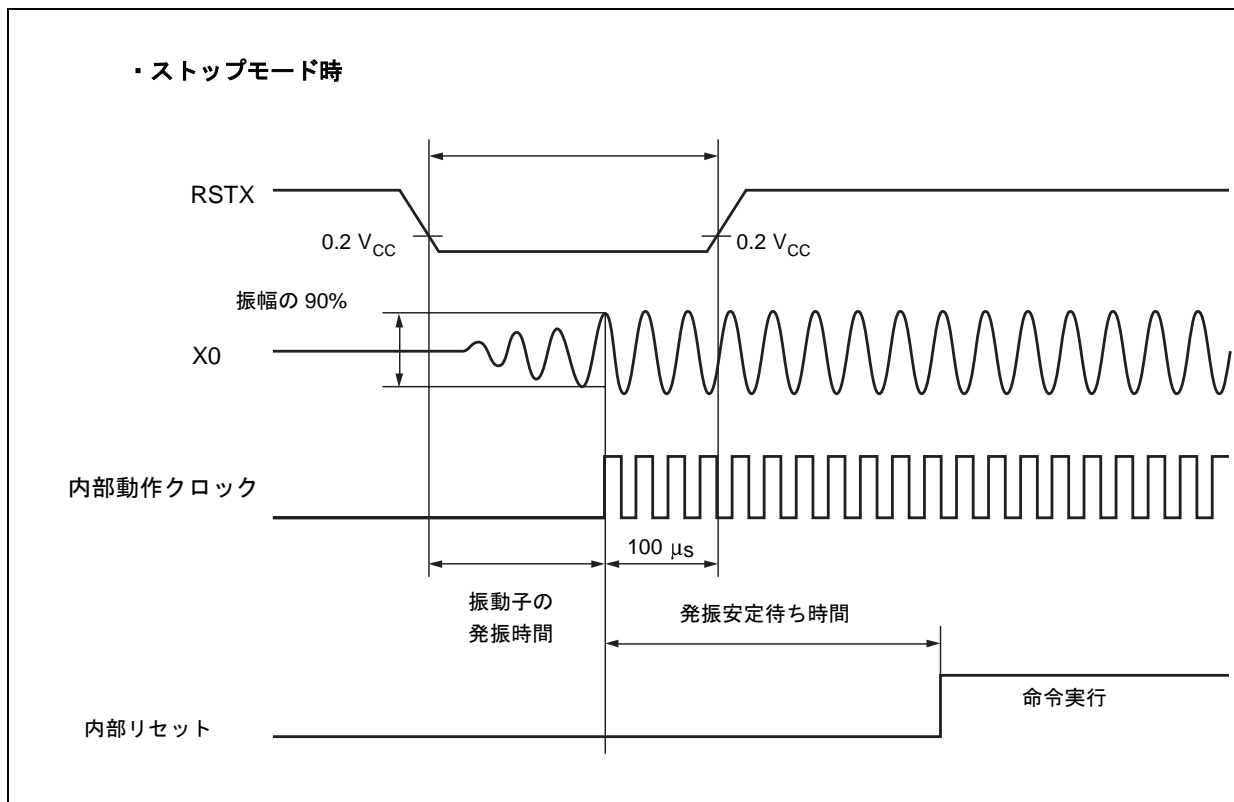 ・ストップモード時
RSTX
0.2 VCC
0.2 VCC
振幅の 90%
X0
内部動作クロック
100 μs
振動子の
発振時間
発振安定待ち時間
命令実行
内部リセット